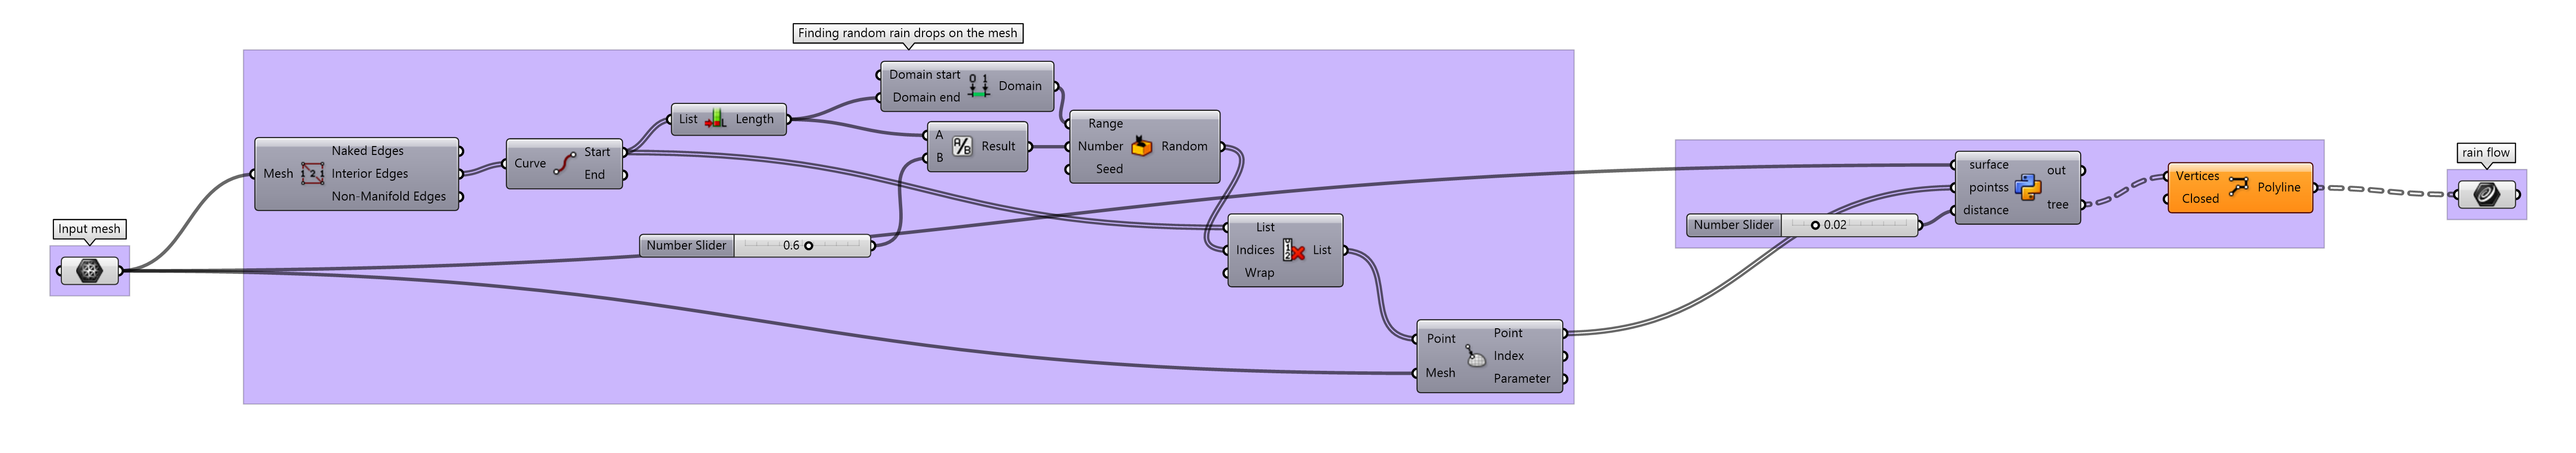 Finding random rain drops on the mesh
Input mesh
Mesh
Naked Edges
Interior Edges
Non-Manifold Edges
Curve
Start
End
List
Length
Domain start
Domain end
Domain
A
B
Result
Range
Number
Seed
Random
Number Slider
0.6
List
Indices
Wrap
List
Point
Mesh
Point
Index
Parameter
Number Slider
0.02
surface
pointss
distance
out
tree
Vertices
Closed
Polyline
rain flow